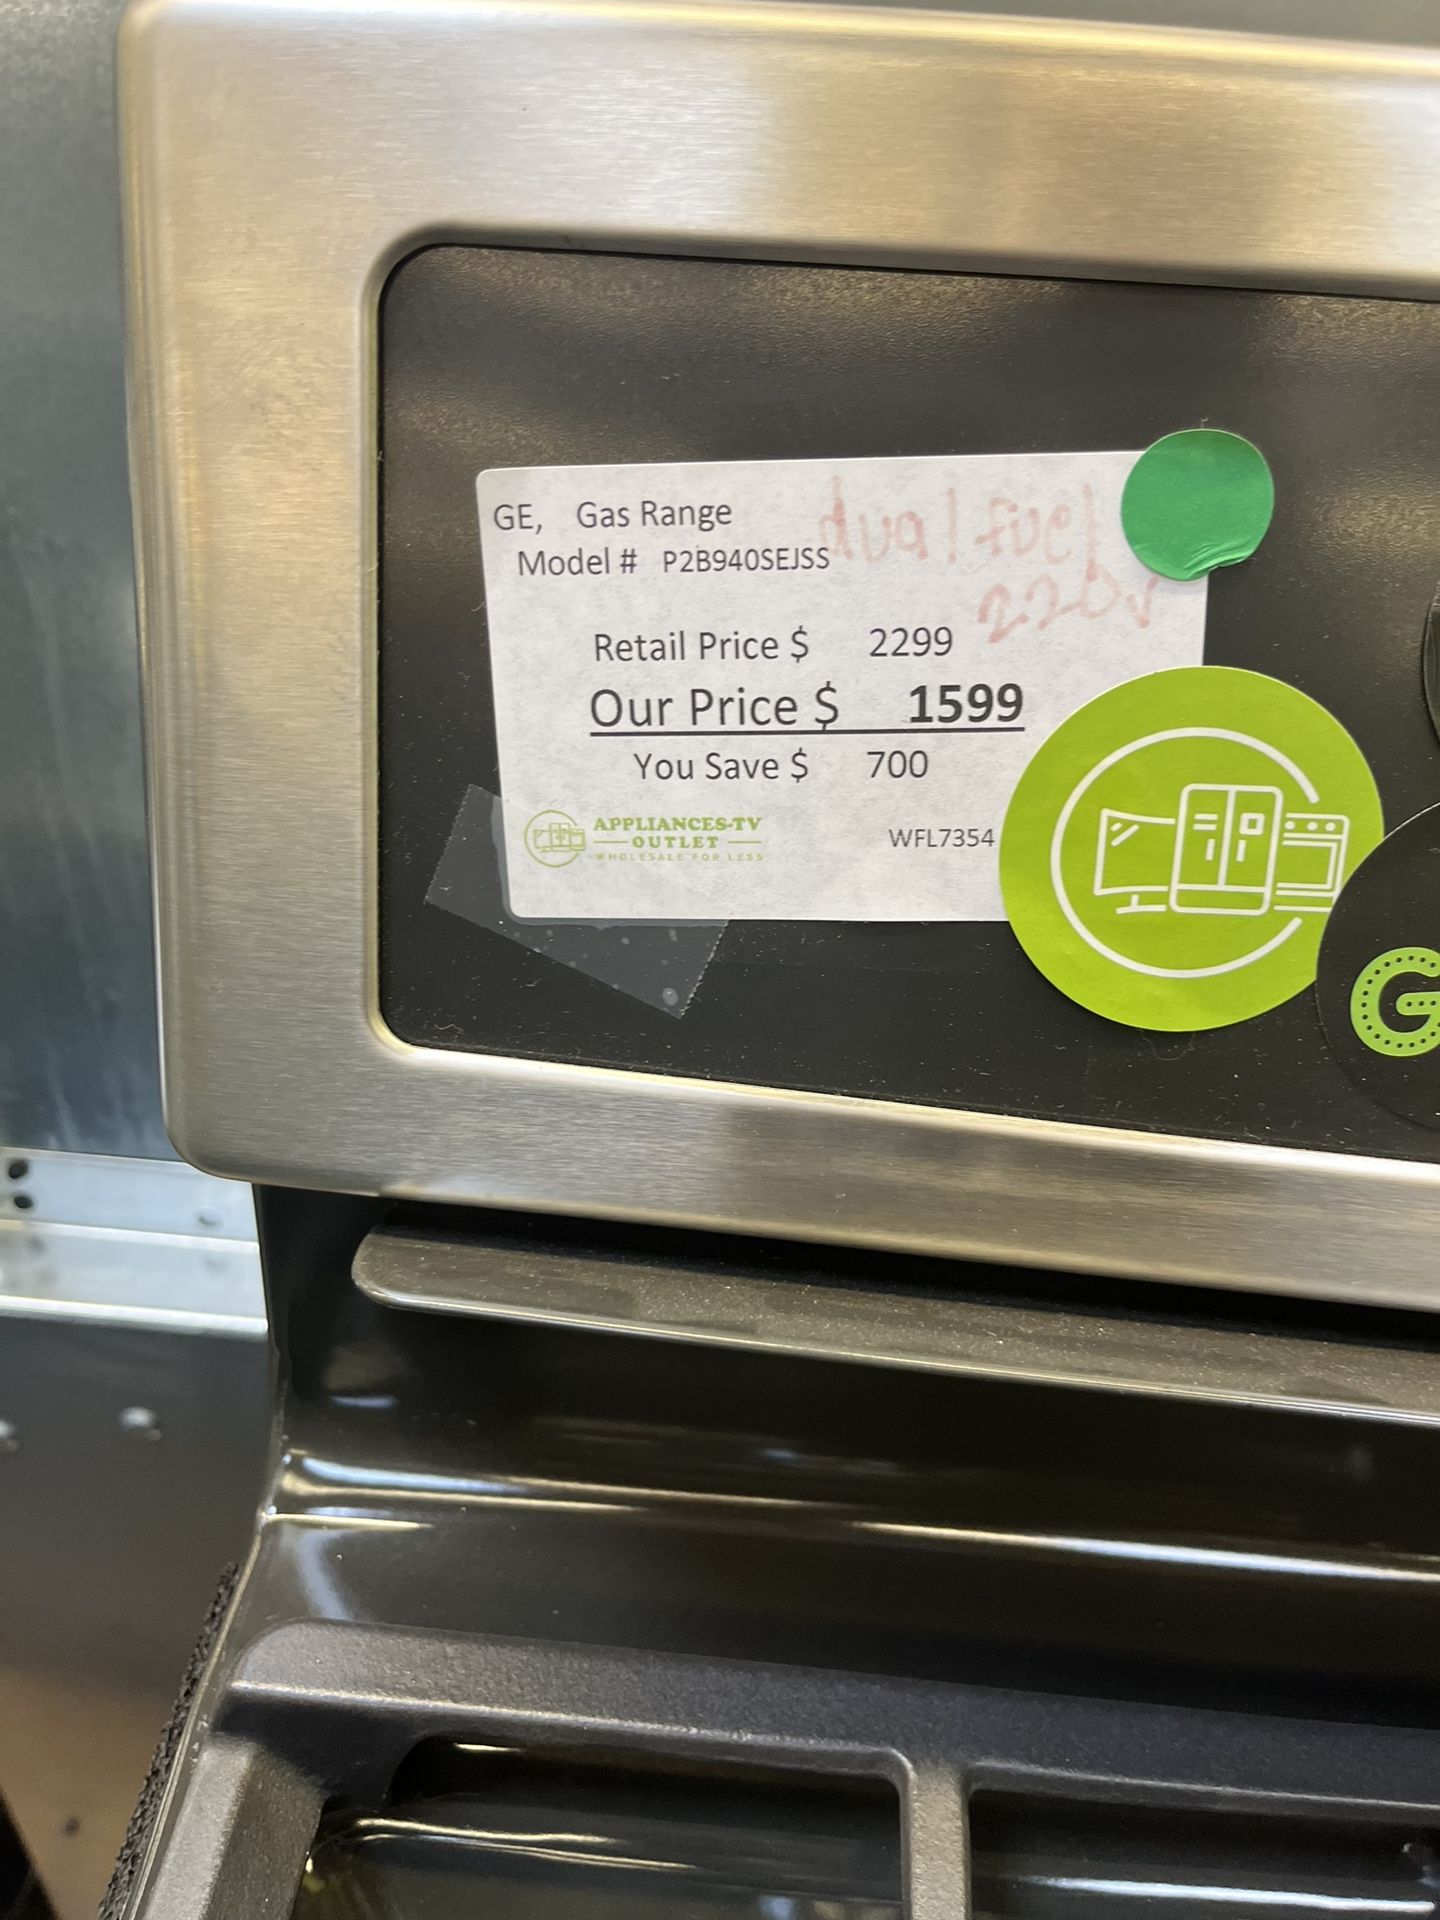 GE, Gas Range
dual fuel
Model # P2B940SEJSS
220v
Retail Price $ 2299
Our Price $ 1599
You Save $ 700
APPLIANCES-TV
OUTLET
WHOLESALE FOR LESS
WFL7354
G